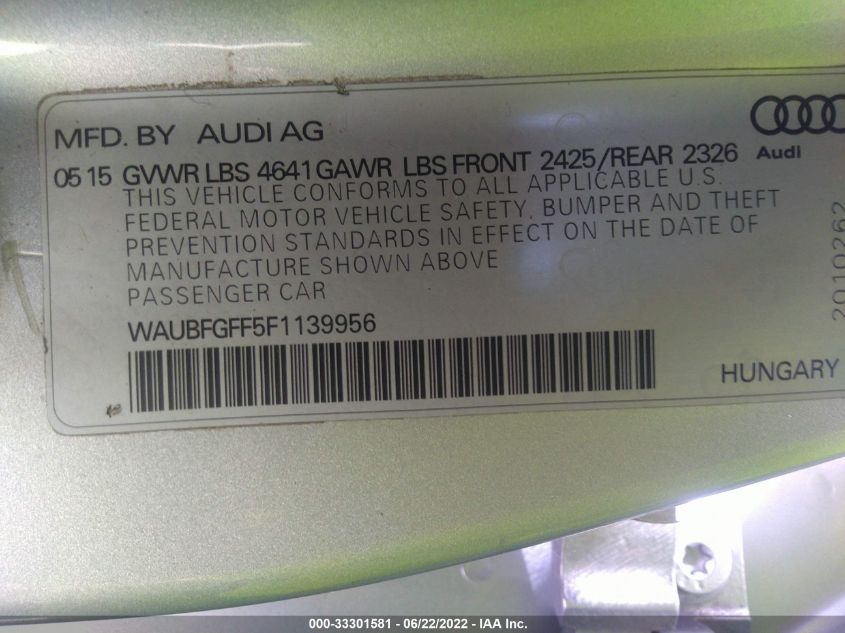 MFD. BY AUDI AG
Audi
05 15 GVWR LBS 4641 GAWR LBS FRONT 2425/REAR 2326
THIS VEHICLE CONFORMS TO ALL APPLICABLE U.S.
FEDERAL MOTOR VEHICLE SAFETY, BUMPER AND THEFT
PREVENTION STANDARDS IN EFFECT ON THE DATE OF
MANUFACTURE SHOWN ABOVE
PASSENGER CAR
WAUBFGFF5F1139956
HUNGARY
2010262
000-33301581 - 06/22/2022 - IAA Inc.